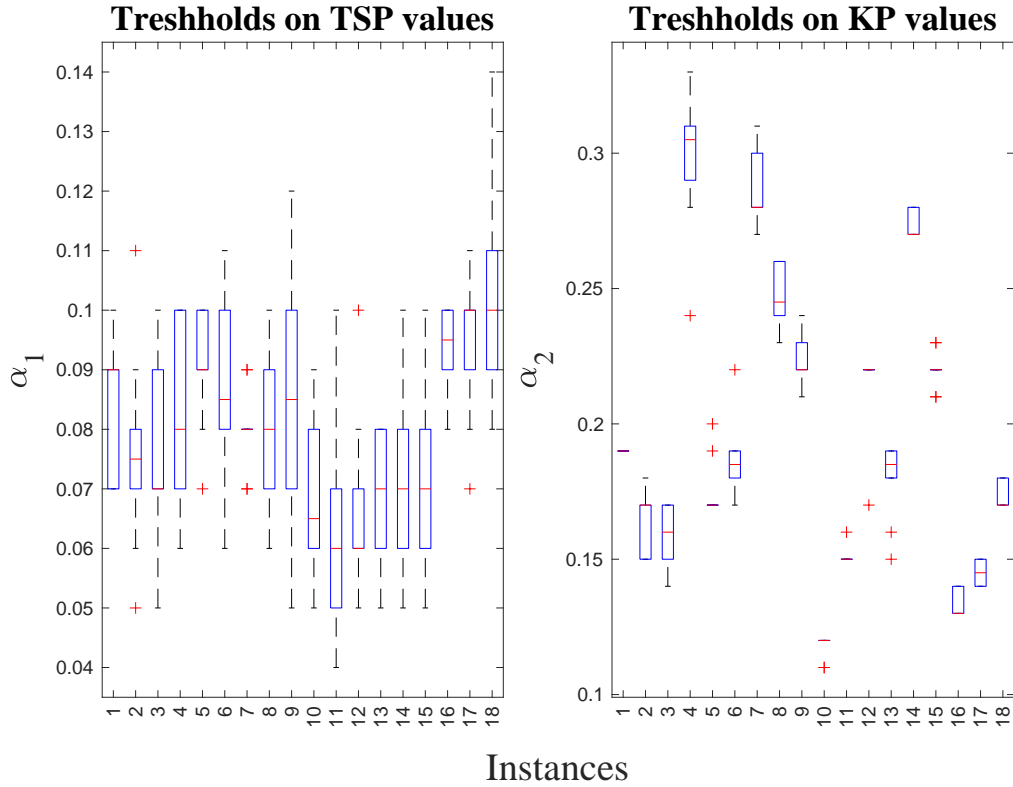 Treshholds on TSP values
Treshholds on KP values
0.14
0.13
0.12
0.11
0.1
0.09
0.08
0.07
0.06
0.05
0.04
α1
1 2 3 4 5 6 7 8 9 10 11 12 13 14 15 16 17 18
0.3
0.25
0.2
0.15
0.1
α2
1 2 3 4 5 6 7 8 9 10 11 12 13 14 15 16 17 18
Instances